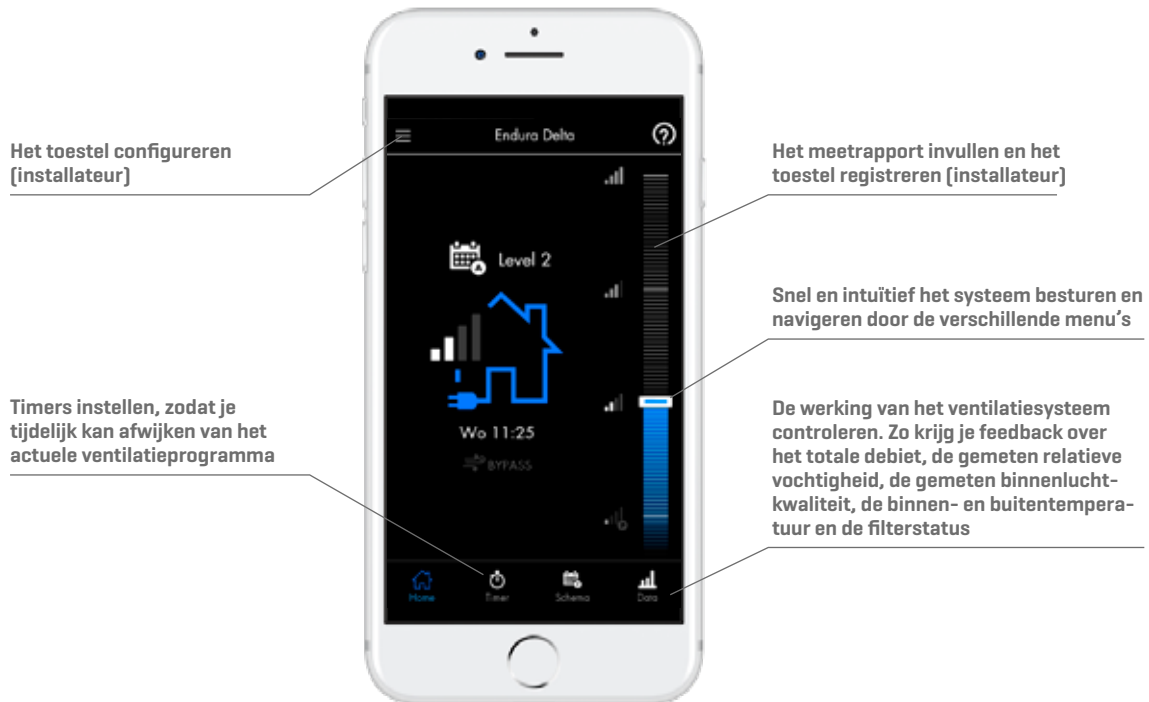 Het toestel configureren
(installateur)
Timers instellen, zodat je
tijdelijk kan afwijken van het
actuele ventilatieprogramma
Endura Delta
Level 2
Wo 11:25
BYPASS
Home
Timer
Schema
Data
Het meetrapport invullen en het
toestel registreren (installateur)
Snel en intuïtief het systeem besturen en
navigeren door de verschillende menu’s
De werking van het ventilatiesysteem
controleren. Zo krijg je feedback over
het totale debiet, de gemeten relatieve
vochtigheid, de gemeten binnenlucht-
kwaliteit, de binnen- en buitentempera-
tuur en de filterstatus